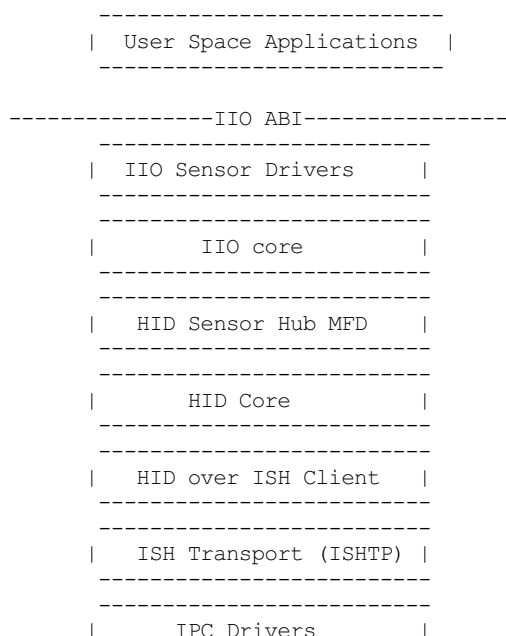 ---------------------------
| User Space Applications |
---------------------------
----------------IIO ABI----------------
--------------------------
| IIO Sensor Drivers |
--------------------------
--------------------------
| IIO core |
--------------------------
--------------------------
| HID Sensor Hub MFD |
--------------------------
--------------------------
| HID Core |
--------------------------
--------------------------
| HID over ISH Client |
--------------------------
--------------------------
| ISH Transport (ISHTP) |
--------------------------
--------------------------
| IPC Drivers |